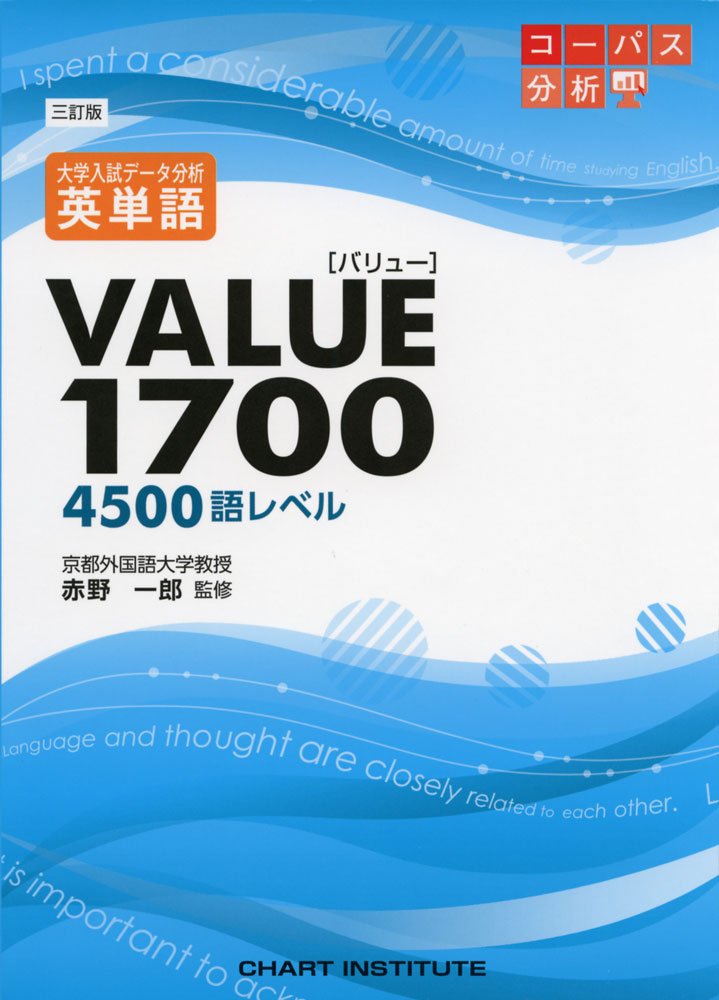 コーパス
分析
I spent a considerable amount of time studying English.
三訂版
大学入試データ分析
英単語
[バリュー]
VALUE
1700
4500語レベル
京都外国語大学教授
赤野 一郎 監修
Language and thought are closely related to each other. L
is important to ack
CHART INSTITUTE